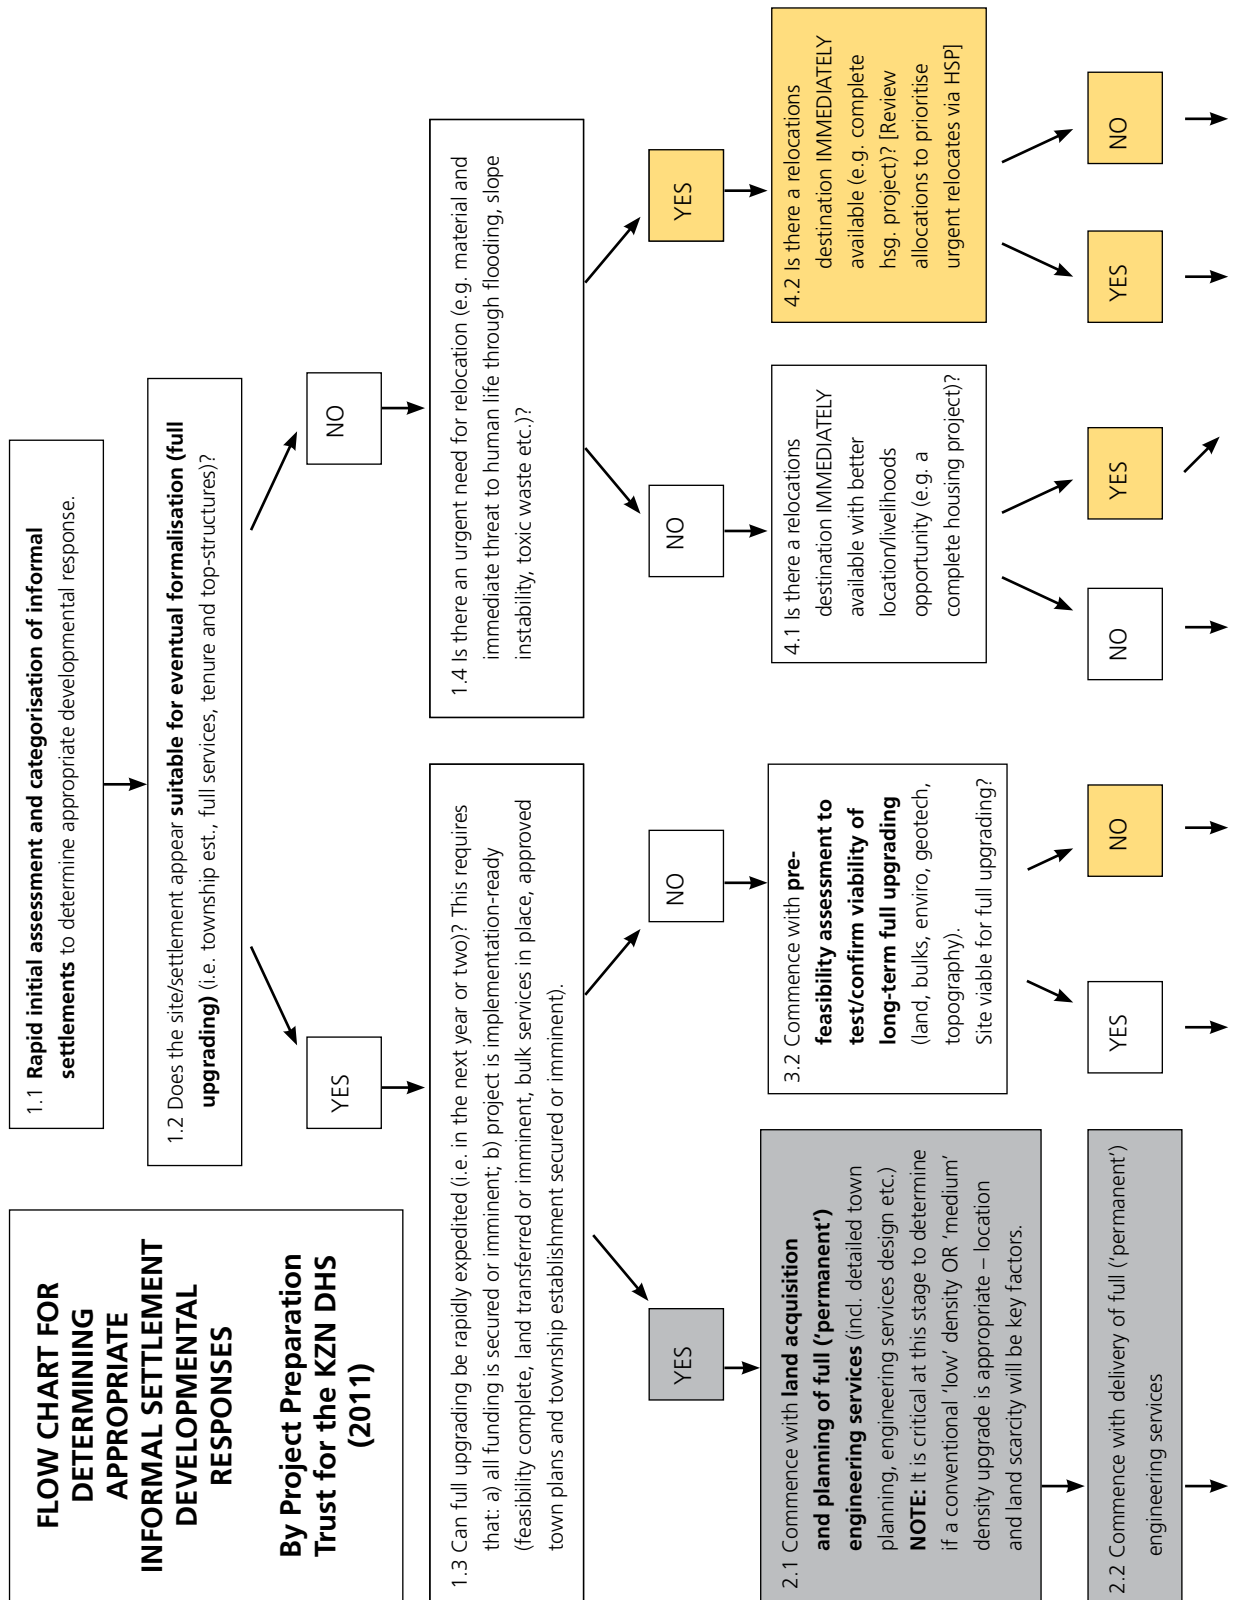 FLOW CHART FOR
DETERMINING
APPROPRIATE
INFORMAL SETTLEMENT
DEVELOPMENTAL
RESPONSES
By Project Preparation
Trust for the KZN DHS
(2011)
1.1 Rapid initial assessment and categorisation of informal
settlements to determine appropriate developmental response.
1.2 Does the site/settlement appear suitable for eventual formalisation (full
upgrading) (i.e. township est., full services, tenure and top-structures)?
YES
NO
1.3 Can full upgrading be rapidly expedited (i.e. in the next year or two)? This requires
that: a) all funding is secured or imminent; b) project is implementation-ready
(feasibility complete, land transferred or imminent, bulk services in place, approved
town plans and township establishment secured or imminent).
1.4 Is there an urgent need for relocation (e.g. material and
immediate threat to human life through flooding, slope
instability, toxic waste etc.)?
YES
NO
NO
YES
2.1 Commence with land acquisition
and planning of full (‘permanent’)
engineering services (incl. detailed town
planning, engineering services design etc.)
NOTE: It is critical at this stage to determine
if a conventional ‘low’ density OR ‘medium’
density upgrade is appropriate – location
and land scarcity will be key factors.
3.2 Commence with pre-
feasibility assessment to
test/confirm viability of
long-term full upgrading
(land, bulks, enviro, geotech,
topography).
Site viable for full upgrading?
4.1 Is there a relocations
destination IMMEDIATELY
available with better
location/livelihoods
opportunity (e.g. a
complete housing project)?
4.2 Is there a relocations
destination IMMEDIATELY
available (e.g. complete
hsg. project)? [Review
allocations to prioritise
urgent relocates via HSP]
2.2 Commence with delivery of full (‘permanent’)
engineering services
YES
NO
NO
YES
YES
NO